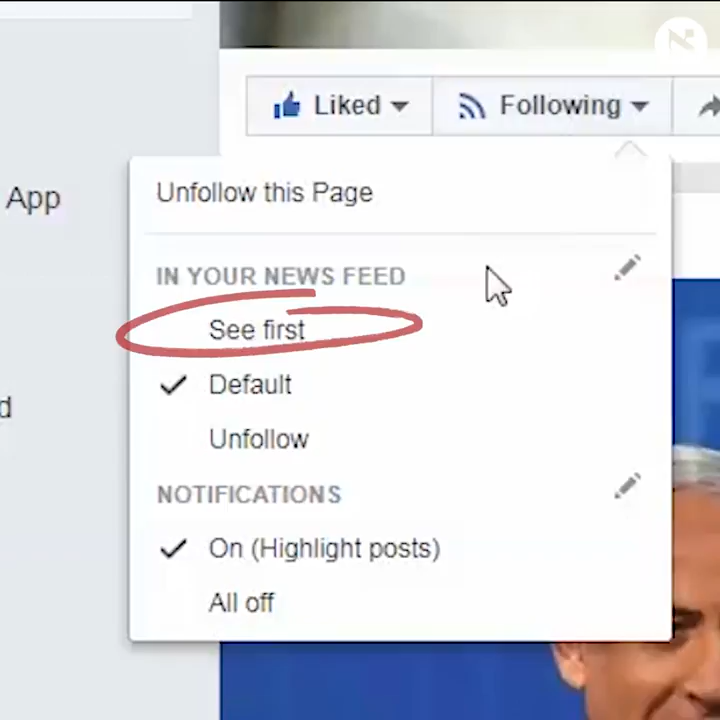 Liked
Following
App
Unfollow this Page
IN YOUR NEWS FEED
See first
Default
d
Unfollow
NOTIFICATIONS
On (Highlight posts)
All off